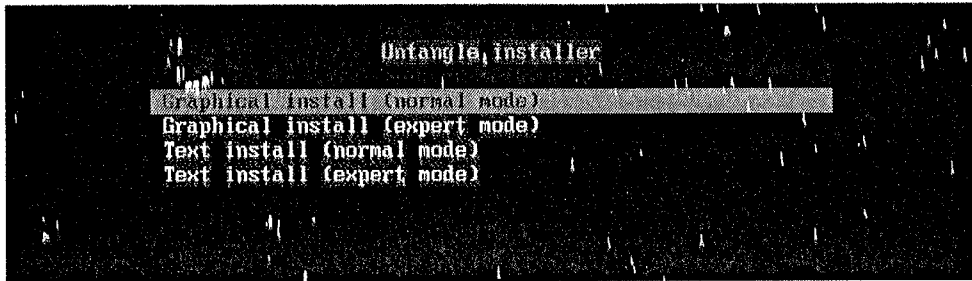 Untangle installer
Graphical install (normal mode)
Graphical install (expert mode)
Text install (normal mode)
Text install (expert mode)